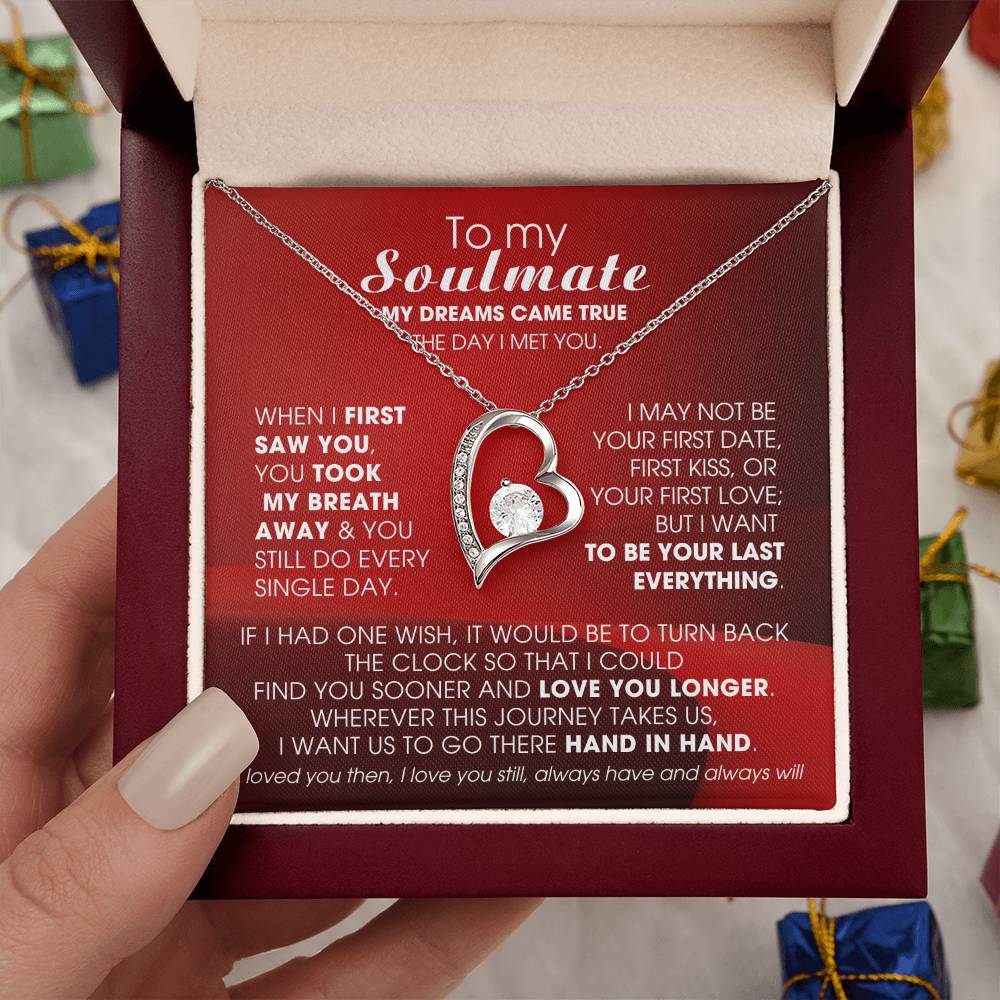 To my
Soulmate
MY DREAMS CAME TRUE
THE DAY I MET YOU.
WHEN I FIRST
SAW YOU,
YOU TOOK
MY BREATH
AWAY & YOU
STILL DO EVERY
SINGLE DAY.
I MAY NOT BE
YOUR FIRST DATE,
FIRST KISS, OR
YOUR FIRST LOVE;
BUT I WANT
TO BE YOUR LAST
EVERYTHING.
IF I HAD ONE WISH, IT WOULD BE TO TURN BACK
THE CLOCK SO THAT I COULD
FIND YOU SOONER AND LOVE YOU LONGER.
WHEREVER THIS JOURNEY TAKES US,
I WANT US TO GO THERE HAND IN HAND.
loved you then, I love you still, always have and always will